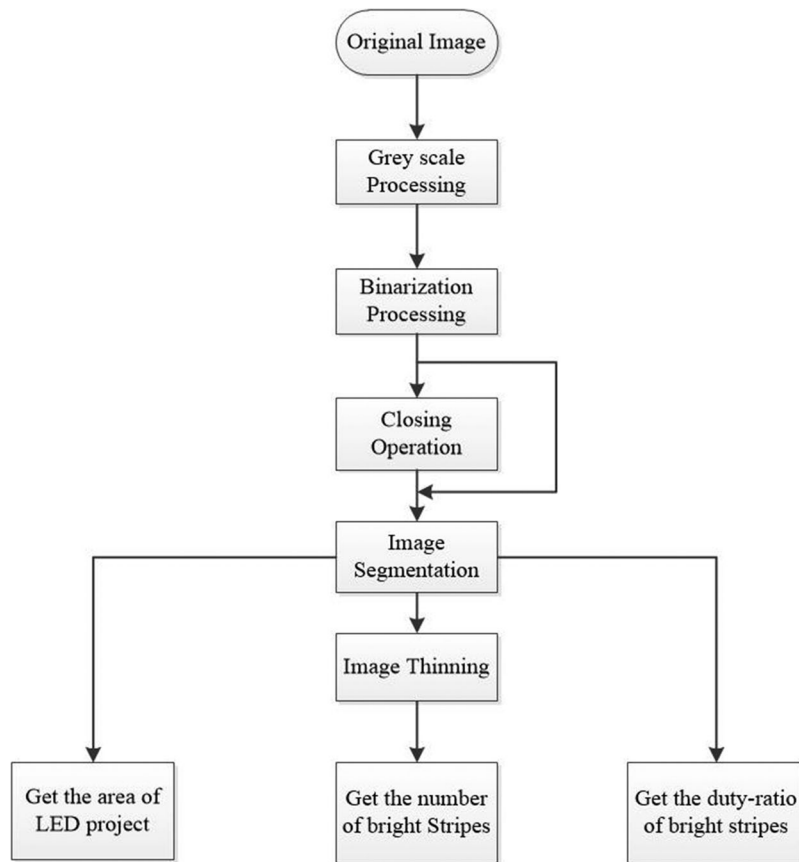 Original Image
Grey scale
Processing
Binarization
Processing
Closing
Operation
Image
Segmentation
Image Thinning
Get the area of
LED project
Get the number
of bright Stripes
Get the duty-ratio
of bright stripes